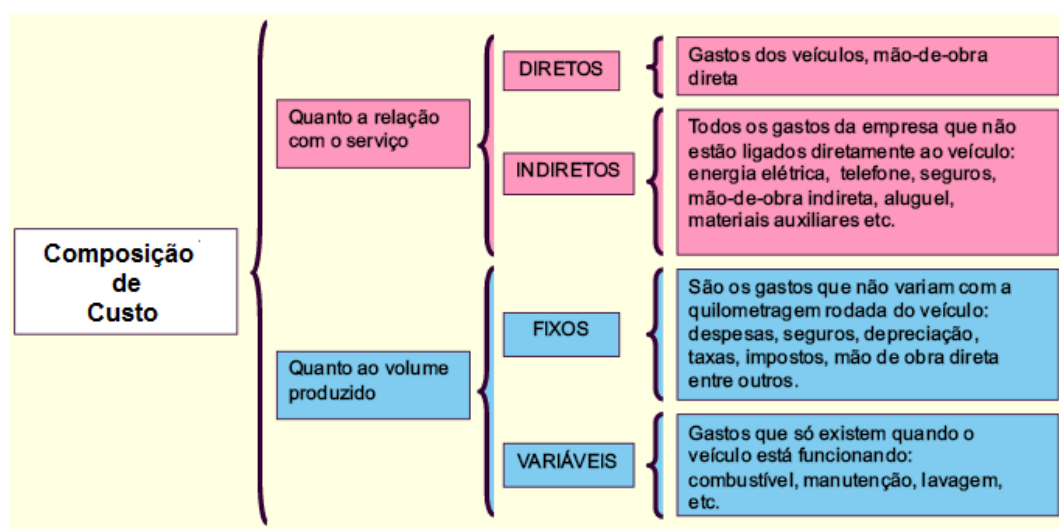 Composição
de
Custo
Quanto a relação
com o serviço
DIRETOS
Gastos dos veículos, mão-de-obra
direta
INDIRETOS
Todos os gastos da empresa que não
estão ligados diretamente ao veículo:
energia elétrica, telefone, seguros,
mão-de-obra indireta, aluguel,
materiais auxiliares etc.
Quanto ao volume
produzido
FIXOS
São os gastos que não variam com a
quilometragem rodada do veículo:
despesas, seguros, depreciação,
taxas, impostos, mão de obra direta
entre outros.
VARIÁVEIS
Gastos que só existem quando o
veículo está funcionando:
combustível, manutenção, lavagem,
etc.